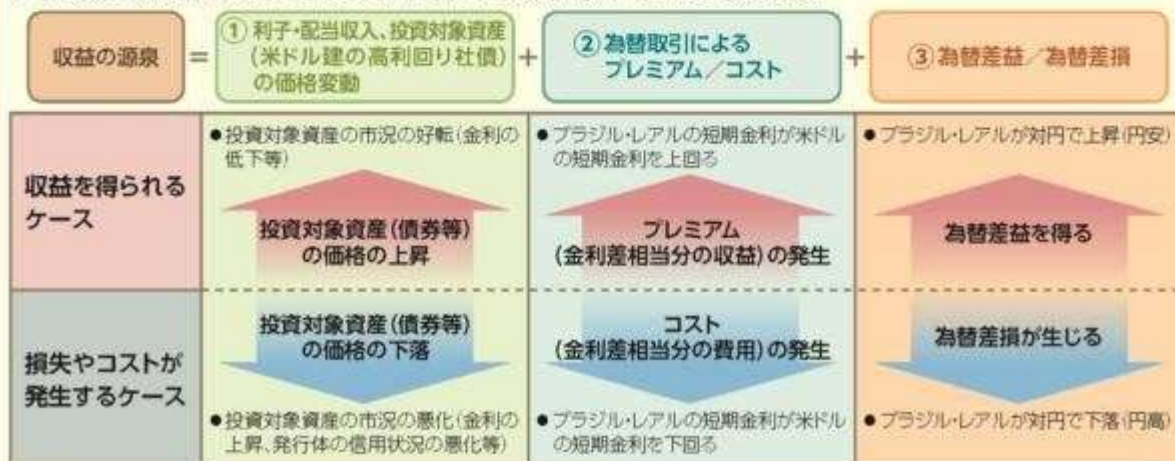 収益の源泉
=
①利子・配当収入、投資対象資産
(米ドル建の高利回り社債)
の価格変動
+
②為替取引による
プレミアム／コスト
+
③為替差益／為替差損
収益を得られる
ケース
●投資対象資産の市況の好転(金利の
低下等)
投資対象資産(債券等)
の価格の上昇
●ブラジル・レアルの短期金利が米ドル
の短期金利を上回る
プレミアム
(金利差相当分の収益)の発生
●ブラジル・レアルが対円で上昇(円安)
為替差益を得る
損失やコストが
発生するケース
投資対象資産(債券等)
の価格の下落
●投資対象資産の市況の悪化(金利の
上昇、発行体の信用状況の悪化等)
コスト
(金利差相当分の費用)の発生
●ブラジル・レアルの短期金利が米ドル
の短期金利を下回る
為替差損が生じる
●ブラジル・レアルが対円で下落(円高)